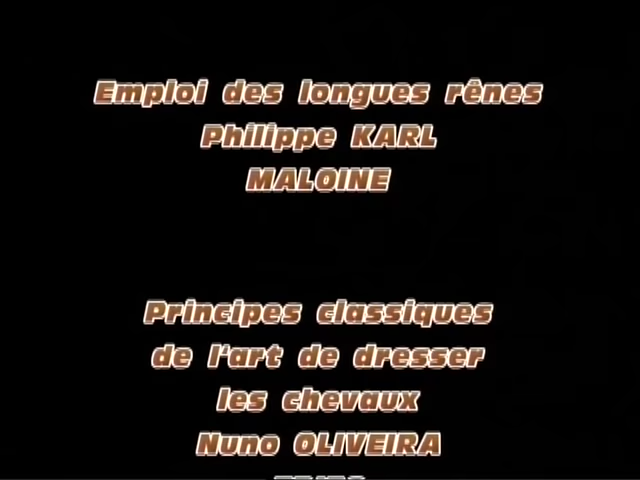 Emploi des longues rênes
Philippe KARL
MALOINE
Principes classiques
de l'art de dresser
les chevaux
Nuno OLIVEIRA